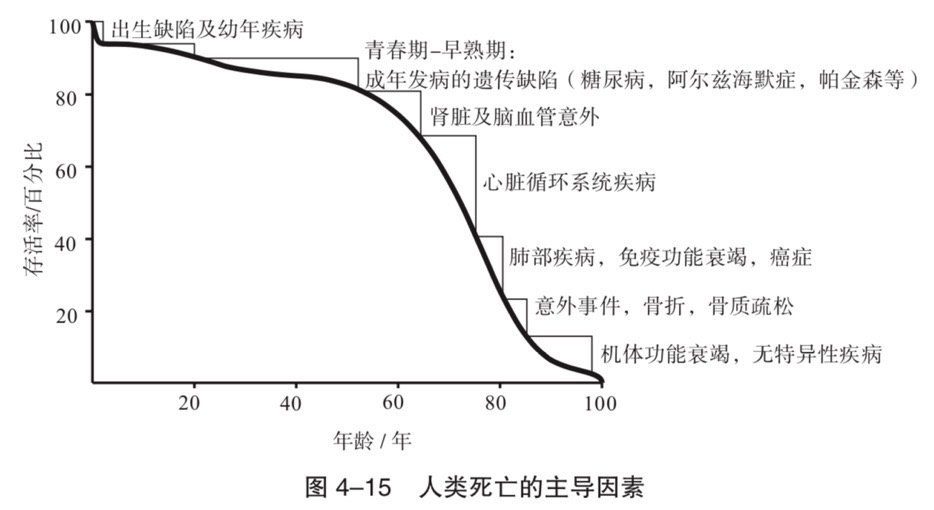 100
出生缺陷及幼年疾病
青春期–早熟期：
成年发病的遗传缺陷（糖尿病，阿尔兹海默症，帕金森等）
80
肾脏及脑血管意外
60
心脏循环系统疾病
存活率/百分比
40
肺部疾病，免疫功能衰竭，癌症
20
意外事件，骨折，骨质疏松
机体功能衰竭，无特异性疾病
20 40 60 80 100
年龄 / 年
图 4–15 人类死亡的主导因素